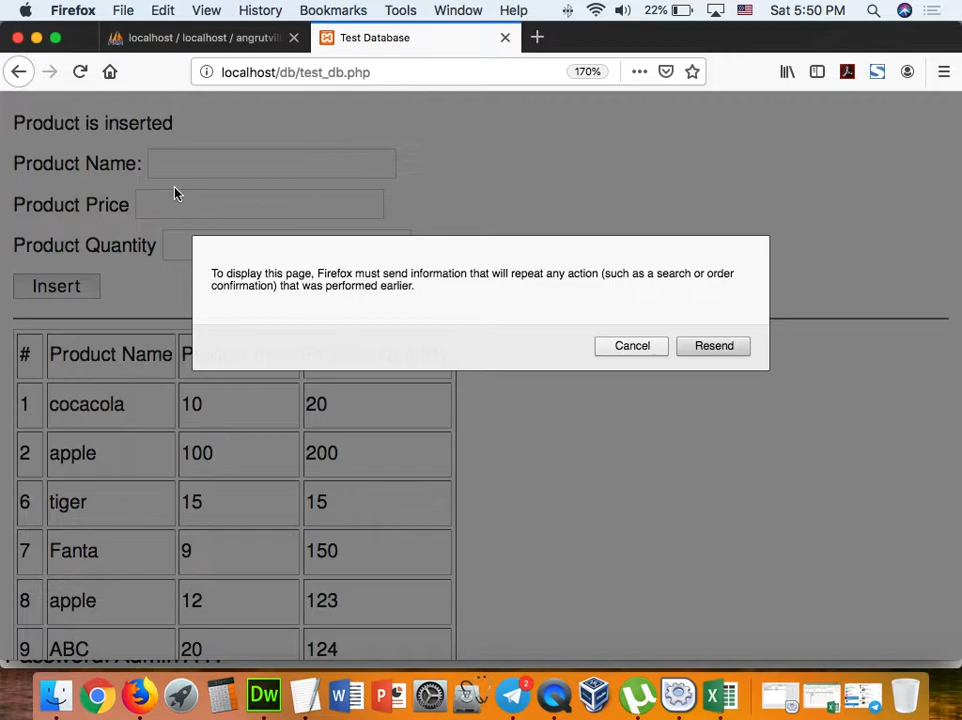 Firefox File Edit View History Bookmarks Tools Window Help 22% Sat 5:50 PM
localhost / localhost / angrutvill
Test Database
localhost/db/test_db.php 170%
Product is inserted
Product Name:
Product Price
Product Quantity
Insert
To display this page, Firefox must send information that will repeat any action (such as a search or order
confirmation) that was performed earlier.
Cancel Resend
# Product Name
1 cocacola 10 20
2 apple 100 200
6 tiger 15 15
7 Fanta 9 150
8 apple 12 123
9 ABC 20 124
Dw W P 2 X